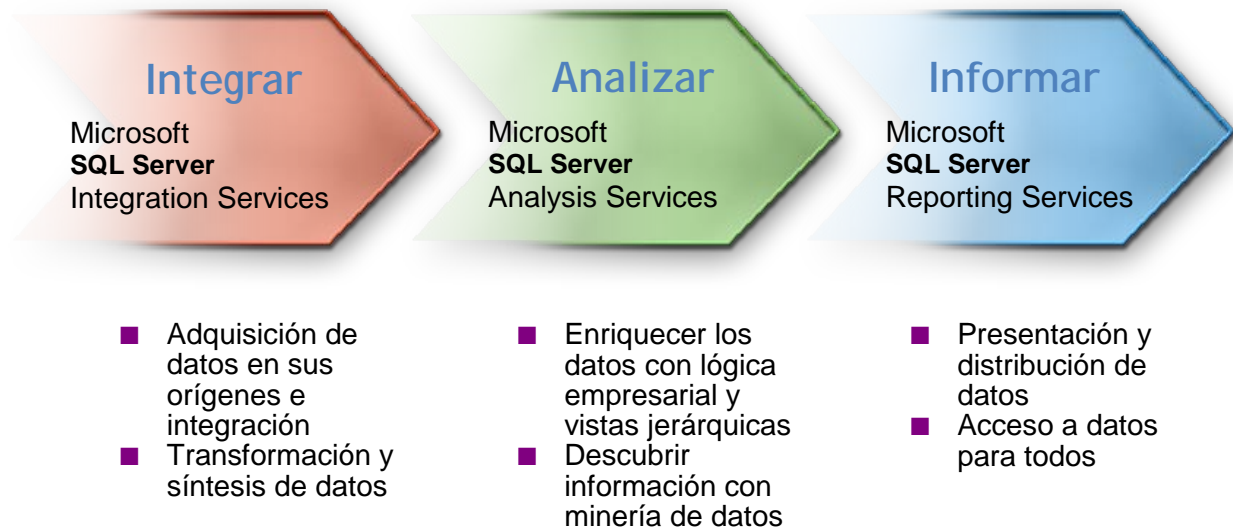 Integrar
Microsoft
SQL Server
Integration Services
Analizar
Microsoft
SQL Server
Analysis Services
Informar
Microsoft
SQL Server
Reporting Services
■ Adquisición de
datos en sus
orígenes e
integración
■ Transformación y
síntesis de datos
■ Enriquecer los
datos con lógica
empresarial y
vistas jerárquicas
■ Descubrir
información con
minería de datos
■ Presentación y
distribución de
datos
■ Acceso a datos
para todos